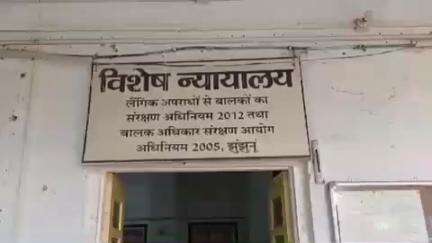 विशेष न्यायालय
लैंगिक अपराधों से बालकों का
संरक्षण अधिनियम 2012 तथा
बालक अधिकार संरक्षण आयोग
अधिनियम 2005, झुंझुनूं